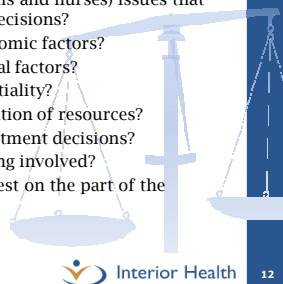 and nurses) issues that
decisions?
omic factors?
al factors?
tiality?
tion of resources?
tment decisions?
ng involved?
est on the part of the
Interior Health
12